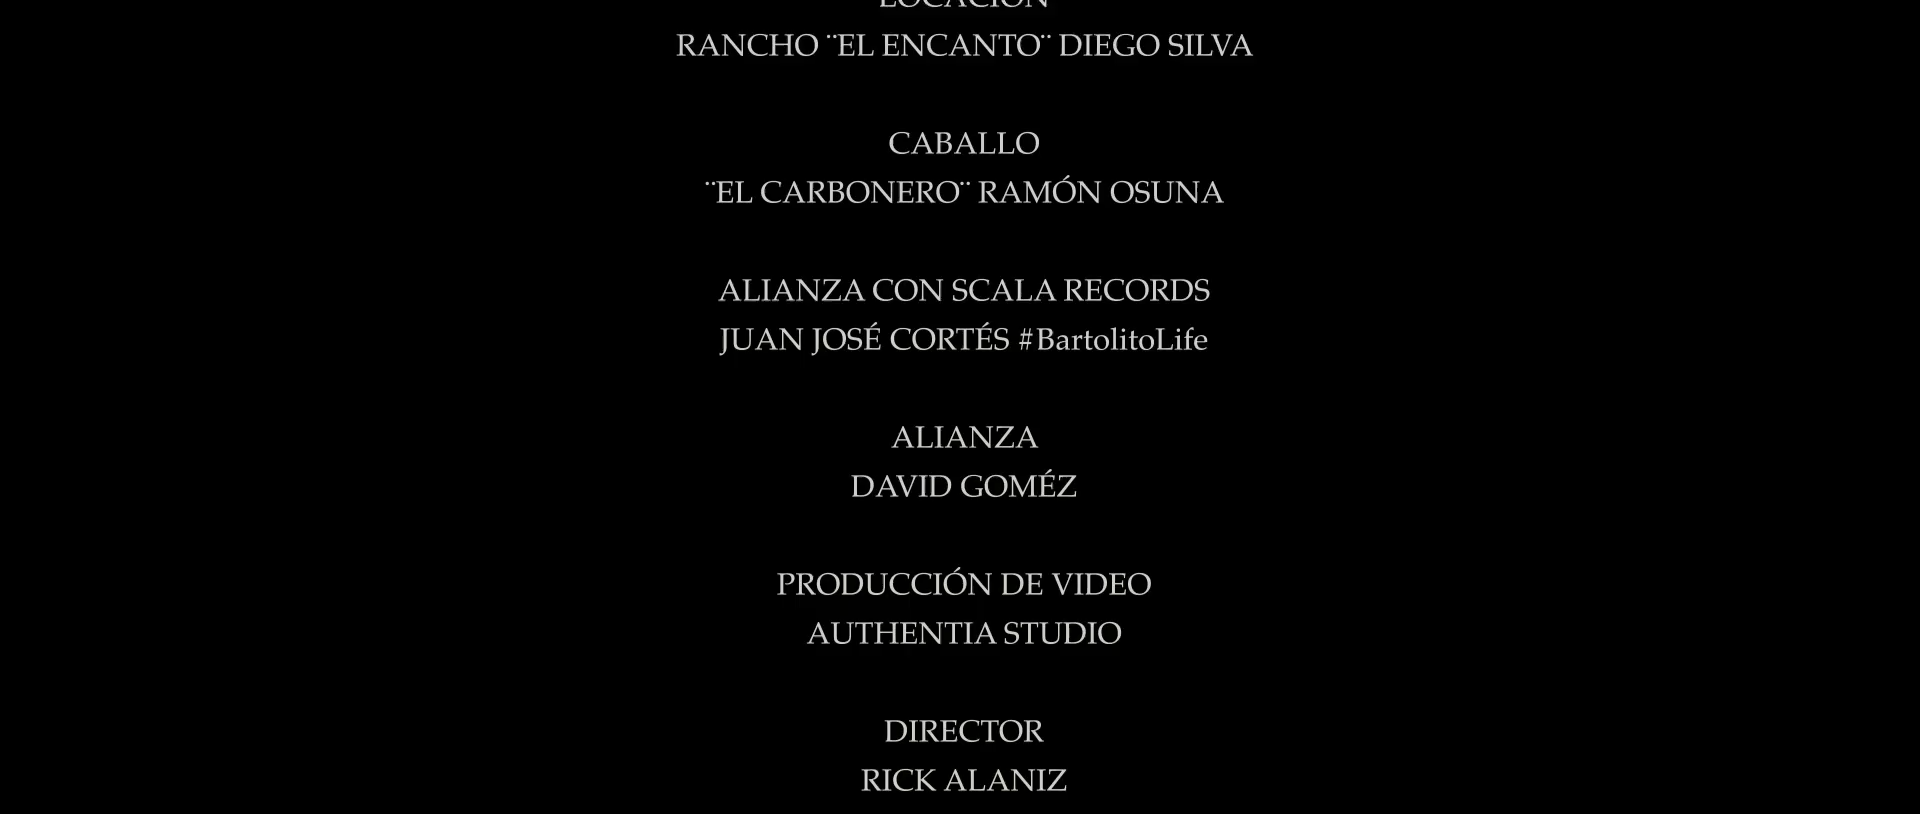 LOCACIÓN
RANCHO ¨EL ENCANTO¨ DIEGO SILVA
CABALLO
¨EL CARBONERO¨ RAMÓN OSUNA
ALIANZA CON SCALA RECORDS
JUAN JOSÉ CORTÉS #BartolitoLife
ALIANZA
DAVID GOMÉZ
PRODUCCIÓN DE VIDEO
AUTHENTIA STUDIO
DIRECTOR
RICK ALANIZ